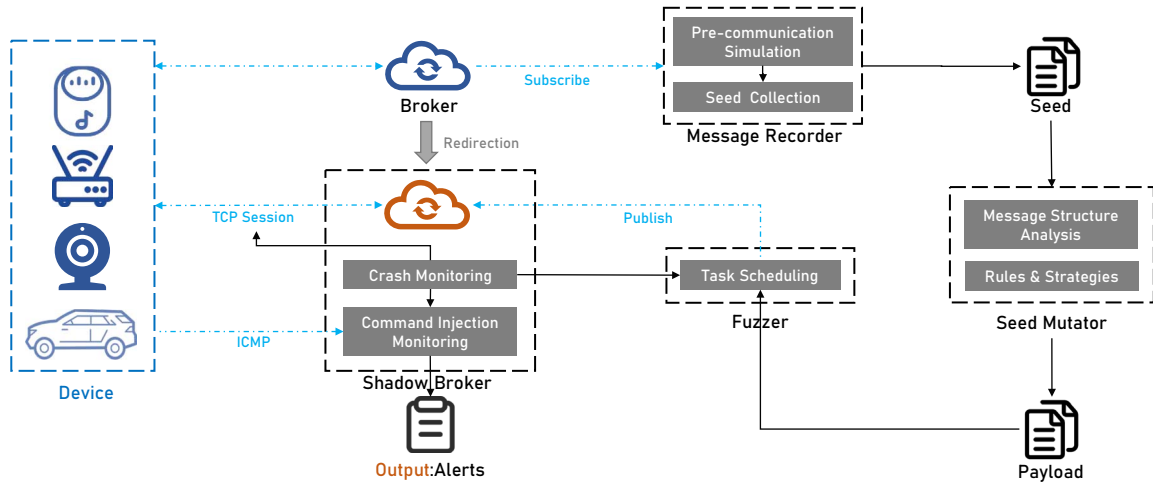 Pre-communication
Simulation
Subscribe
Seed Collection
Broker
Seed
Message Recorder
Redirection
TCP Session
Publish
Message Structure
Analysis
Crash Monitoring
Task Scheduling
Rules & Strategies
Command Injection
Monitoring
Fuzzer
Seed Mutator
ICMP
Shadow Broker
Device
Output:Alerts
Payload